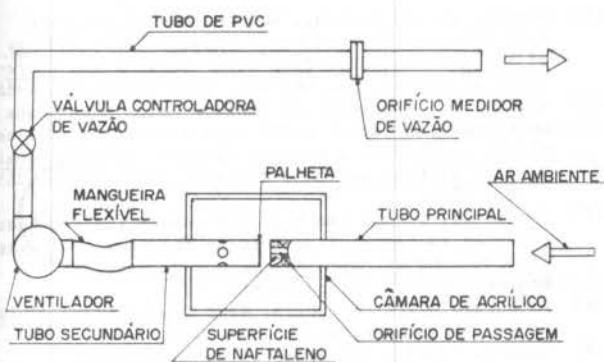 TUBO DE PVC
VÁLVULA CONTROLADORA
DE VAZÃO
ORIFÍCIO MEDIDOR
DE VAZÃO
PALHETA
AR AMBIENTE
MANGUEIRA
FLEXÍVEL
TUBO PRINCIPAL
VENTILADOR
CÂMARA DE ACRÍLICO
TUBO SECUNDÁRIO
SUPERFÍCIE
DE NAFTALENO
ORIFÍCIO DE PASSAGEM